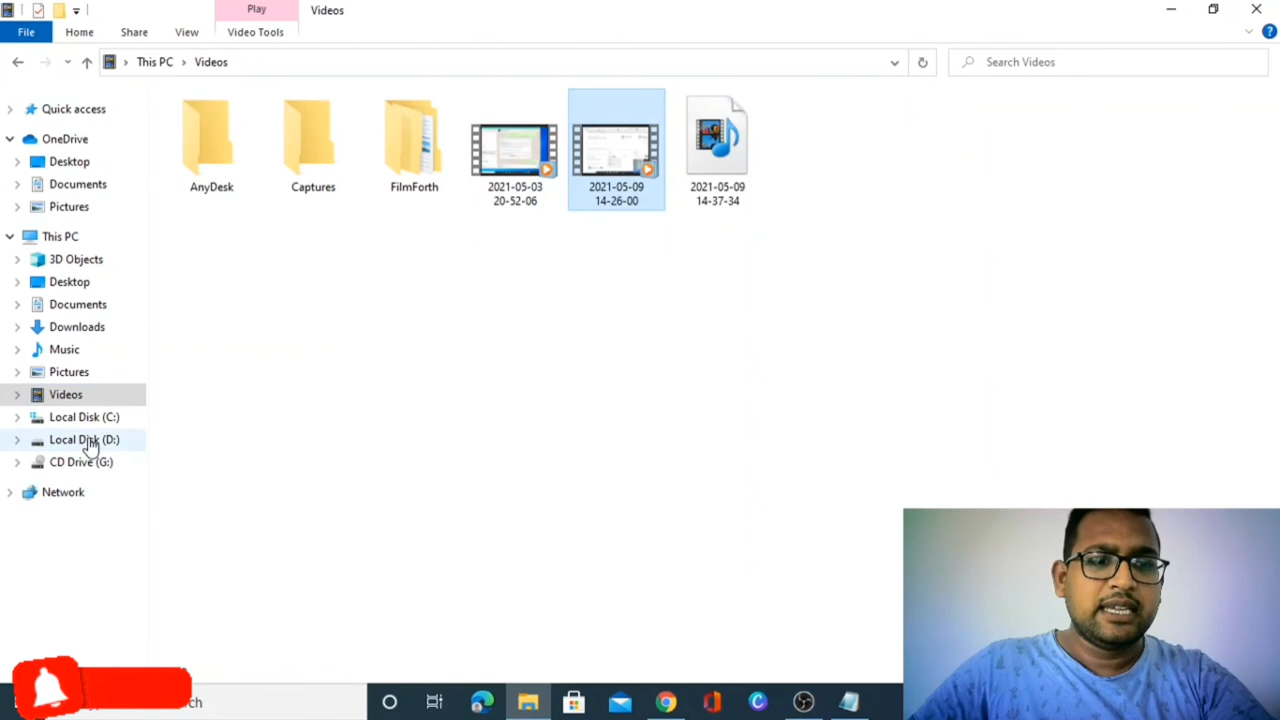 Play
Videos
File
Home
Share
View
Video Tools
This PC
Videos
Search Videos
Quick access
OneDrive
Desktop
Documents
Pictures
This PC
3D Objects
Desktop
Documents
Downloads
Music
Pictures
Videos
Local Disk (C:)
Local Disk (D:)
CD Drive (G:)
Network
AnyDesk
Captures
FilmForth
2021-05-03
20-52-06
2021-05-09
14-26-00
2021-05-09
14-37-34